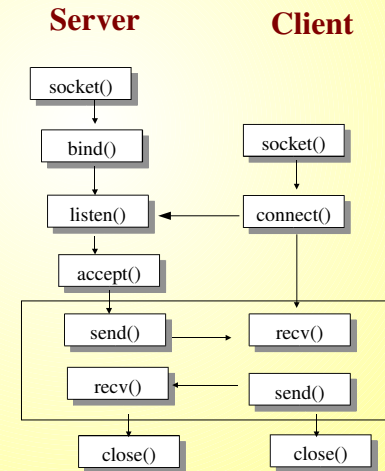 Server Client
socket()
bind() socket()
listen() connect()
accept()
send() recv()
recv() send()
close() close()